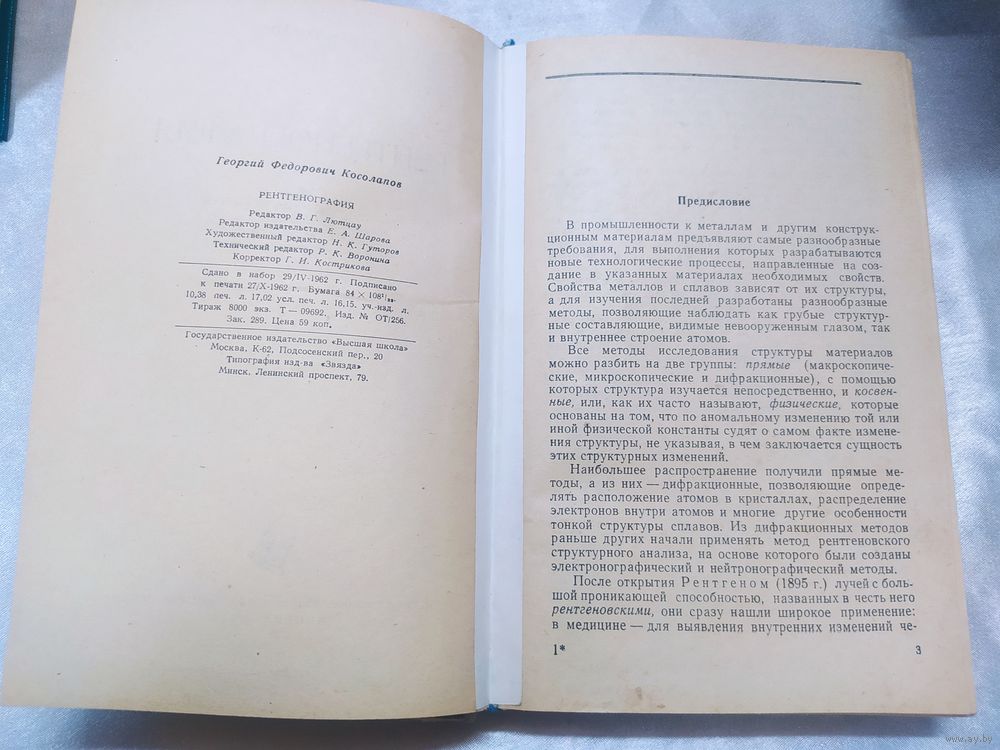 Георгий Федорович Косолапов
РЕНТГЕНОГРАФИЯ
Редактор В. Г. Лютцау
Редактор издательства Е. А. Шарова
Художественный редактор Н. К. Гуторов
Технический редактор Р. К. Воронина
Корректор Г. И. Кострикова
Сдано в набор 29/IV-1962 г. Подписано
к печати 27/X-1962 г. Бумага 84 × 108¹/₃₂.
10,38 печ. л. 17,02 усл. печ. л. 16,15. уч.-изд. л.
Тираж 8000 экз. Т — 09692. Изд. № ОТ/256.
Зак. 289. Цена 59 коп.
Государственное издательство «Высшая школа»
Москва. К-62, Подсосенский пер., 20
Типография изд-ва «Звязда»
Минск. Ленинский проспект, 79.
Предисловие
В промышленности к металлам и другим конструк-
ционным материалам предъявляют самые разнообразные
требования, для выполнения которых разрабатываются
новые технологические процессы, направленные на со-
здание в указанных материалах необходимых свойств.
Свойства металлов и сплавов зависят от их структуры,
а для изучения последней разработаны разнообразные
методы, позволяющие наблюдать как грубые структур-
ные составляющие, видимые невооруженным глазом, так
и внутреннее строение атомов.
Все методы исследования структуры материалов
можно разбить на две группы: прямые (макроскопиче-
ские, микроскопические и дифракционные), с помощью
которых структура изучается непосредственно, и косвен-
ные, или, как их часто называют, физические, которые
основаны на том, что по аномальному изменению той или
иной физической константы судят о самом факте измене-
ния структуры, не указывая, в чем заключается сущность
этих структурных изменений.
Наибольшее распространение получили прямые ме-
тоды, а из них — дифракционные, позволяющие опреде-
лять расположение атомов в кристаллах, распределение
электронов внутри атомов и многие другие особенности
тонкой структуры сплавов. Из дифракционных методов
раньше других начали применять метод рентгеновского
структурного анализа, на основе которого были созданы
электронографический и нейтронографический методы.
После открытия Рентгеном (1895 г.) лучей с боль-
шой проникающей способностью, названных в честь него
рентгеновскими, они сразу нашли широкое применение:
в медицине — для выявления внутренних изменений че-
1* 3
www.ay.by